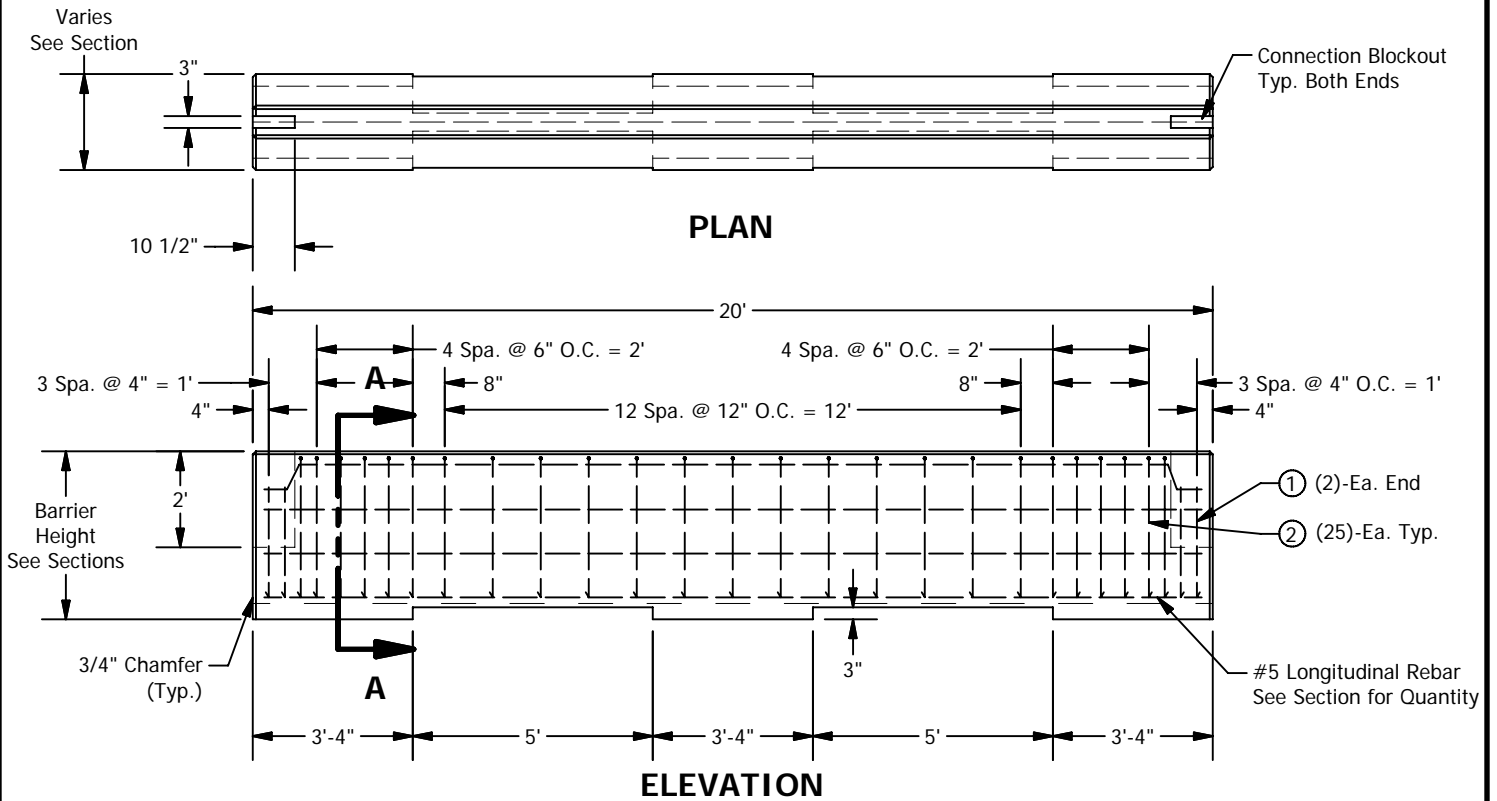 Varies
See Section
3"
Connection Blockout
Typ. Both Ends
PLAN
10 1/2"
20'
4 Spa. @ 6" O.C. = 2'
4 Spa. @ 6" O.C. = 2'
3 Spa. @ 4" = 1'
A
8"
8"
3 Spa. @ 4" O.C. = 1'
4"
12 Spa. @ 12" O.C. = 12'
4"
2'
Barrier
Height
See Sections
1 (2)-Ea. End
2 (25)-Ea. Typ.
3/4" Chamfer
(Typ.)
A
3"
#5 Longitudinal Rebar
See Section for Quantity
3'-4"
5'
3'-4"
5'
3'-4"
ELEVATION